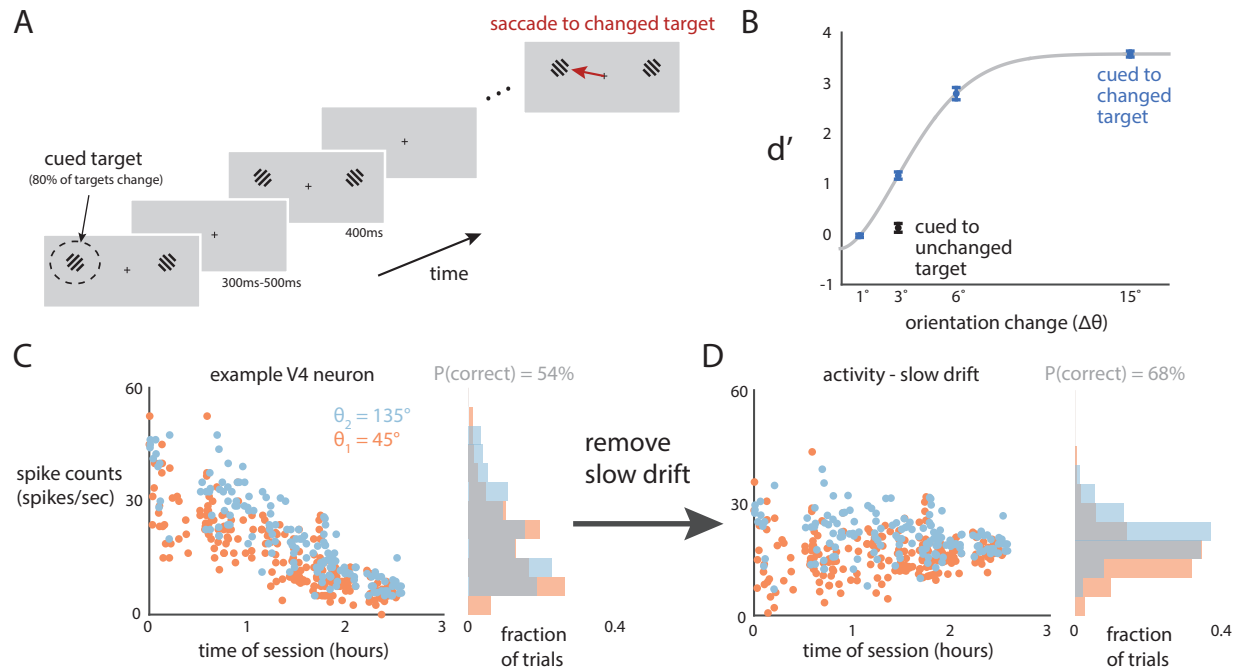 A
saccade to changed target
cued target
(80% of targets change)
400ms
300ms-500ms
time
B
4
3
2
1
0
-1
d’
cued to
changed
target
cued to
unchanged
target
1°
3°
6°
15°
orientation change (Δθ)
C
example V4 neuron
P(correct) = 54%
60
30
0
spike counts
(spikes/sec)
θ2 = 135°
θ1 = 45°
0
1
2
3
time of session (hours)
0
0.4
fraction
of trials
remove
slow drift
D
activity - slow drift
P(correct) = 68%
60
30
0
0
1
2
3
time of session (hours)
0
0.4
fraction
of trials